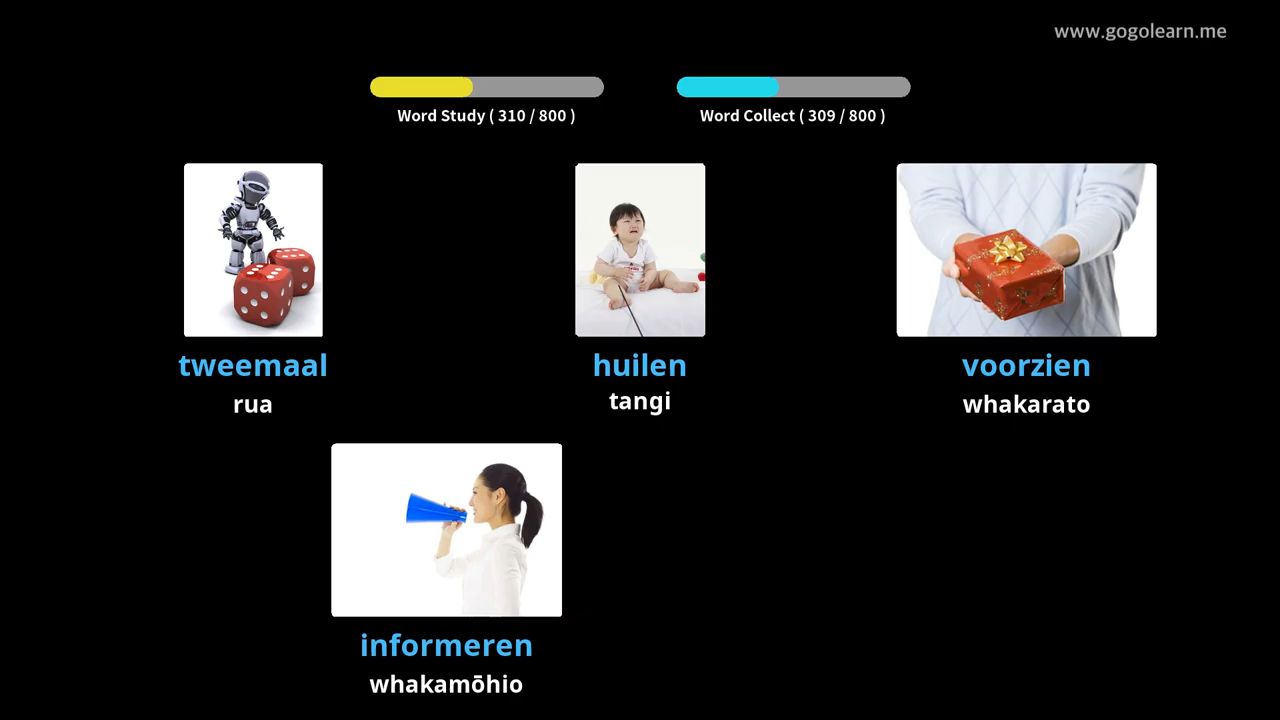 www.gogolearn.me
Word Study ( 310 / 800 )
Word Collect ( 309 / 800 )
tweemaal
rua
huilen
tangi
voorzien
whakarato
informeren
whakamōhio